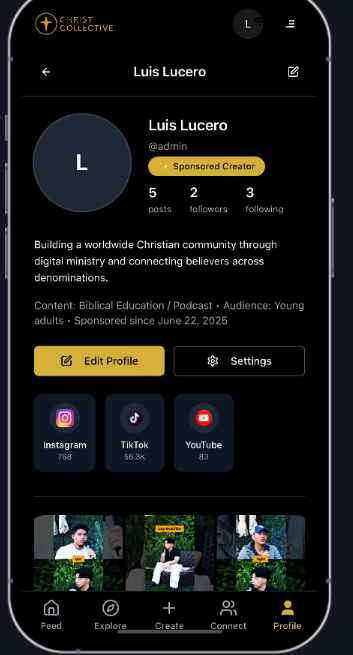 CHRIST
COLLECTIVE
L
Luis Lucero
L
Luis Lucero
@admin
✨ Sponsored Creator
5 2 3
posts followers following
Building a worldwide Christian community through
digital ministry and connecting believers across
denominations.
Content: Biblical Education / Podcast • Audience: Young
adults • Sponsored since June 22, 2025
Edit Profile Settings
Instagram TikTok YouTube
768 56.3K 83
Feed Explore Create Connect Profile